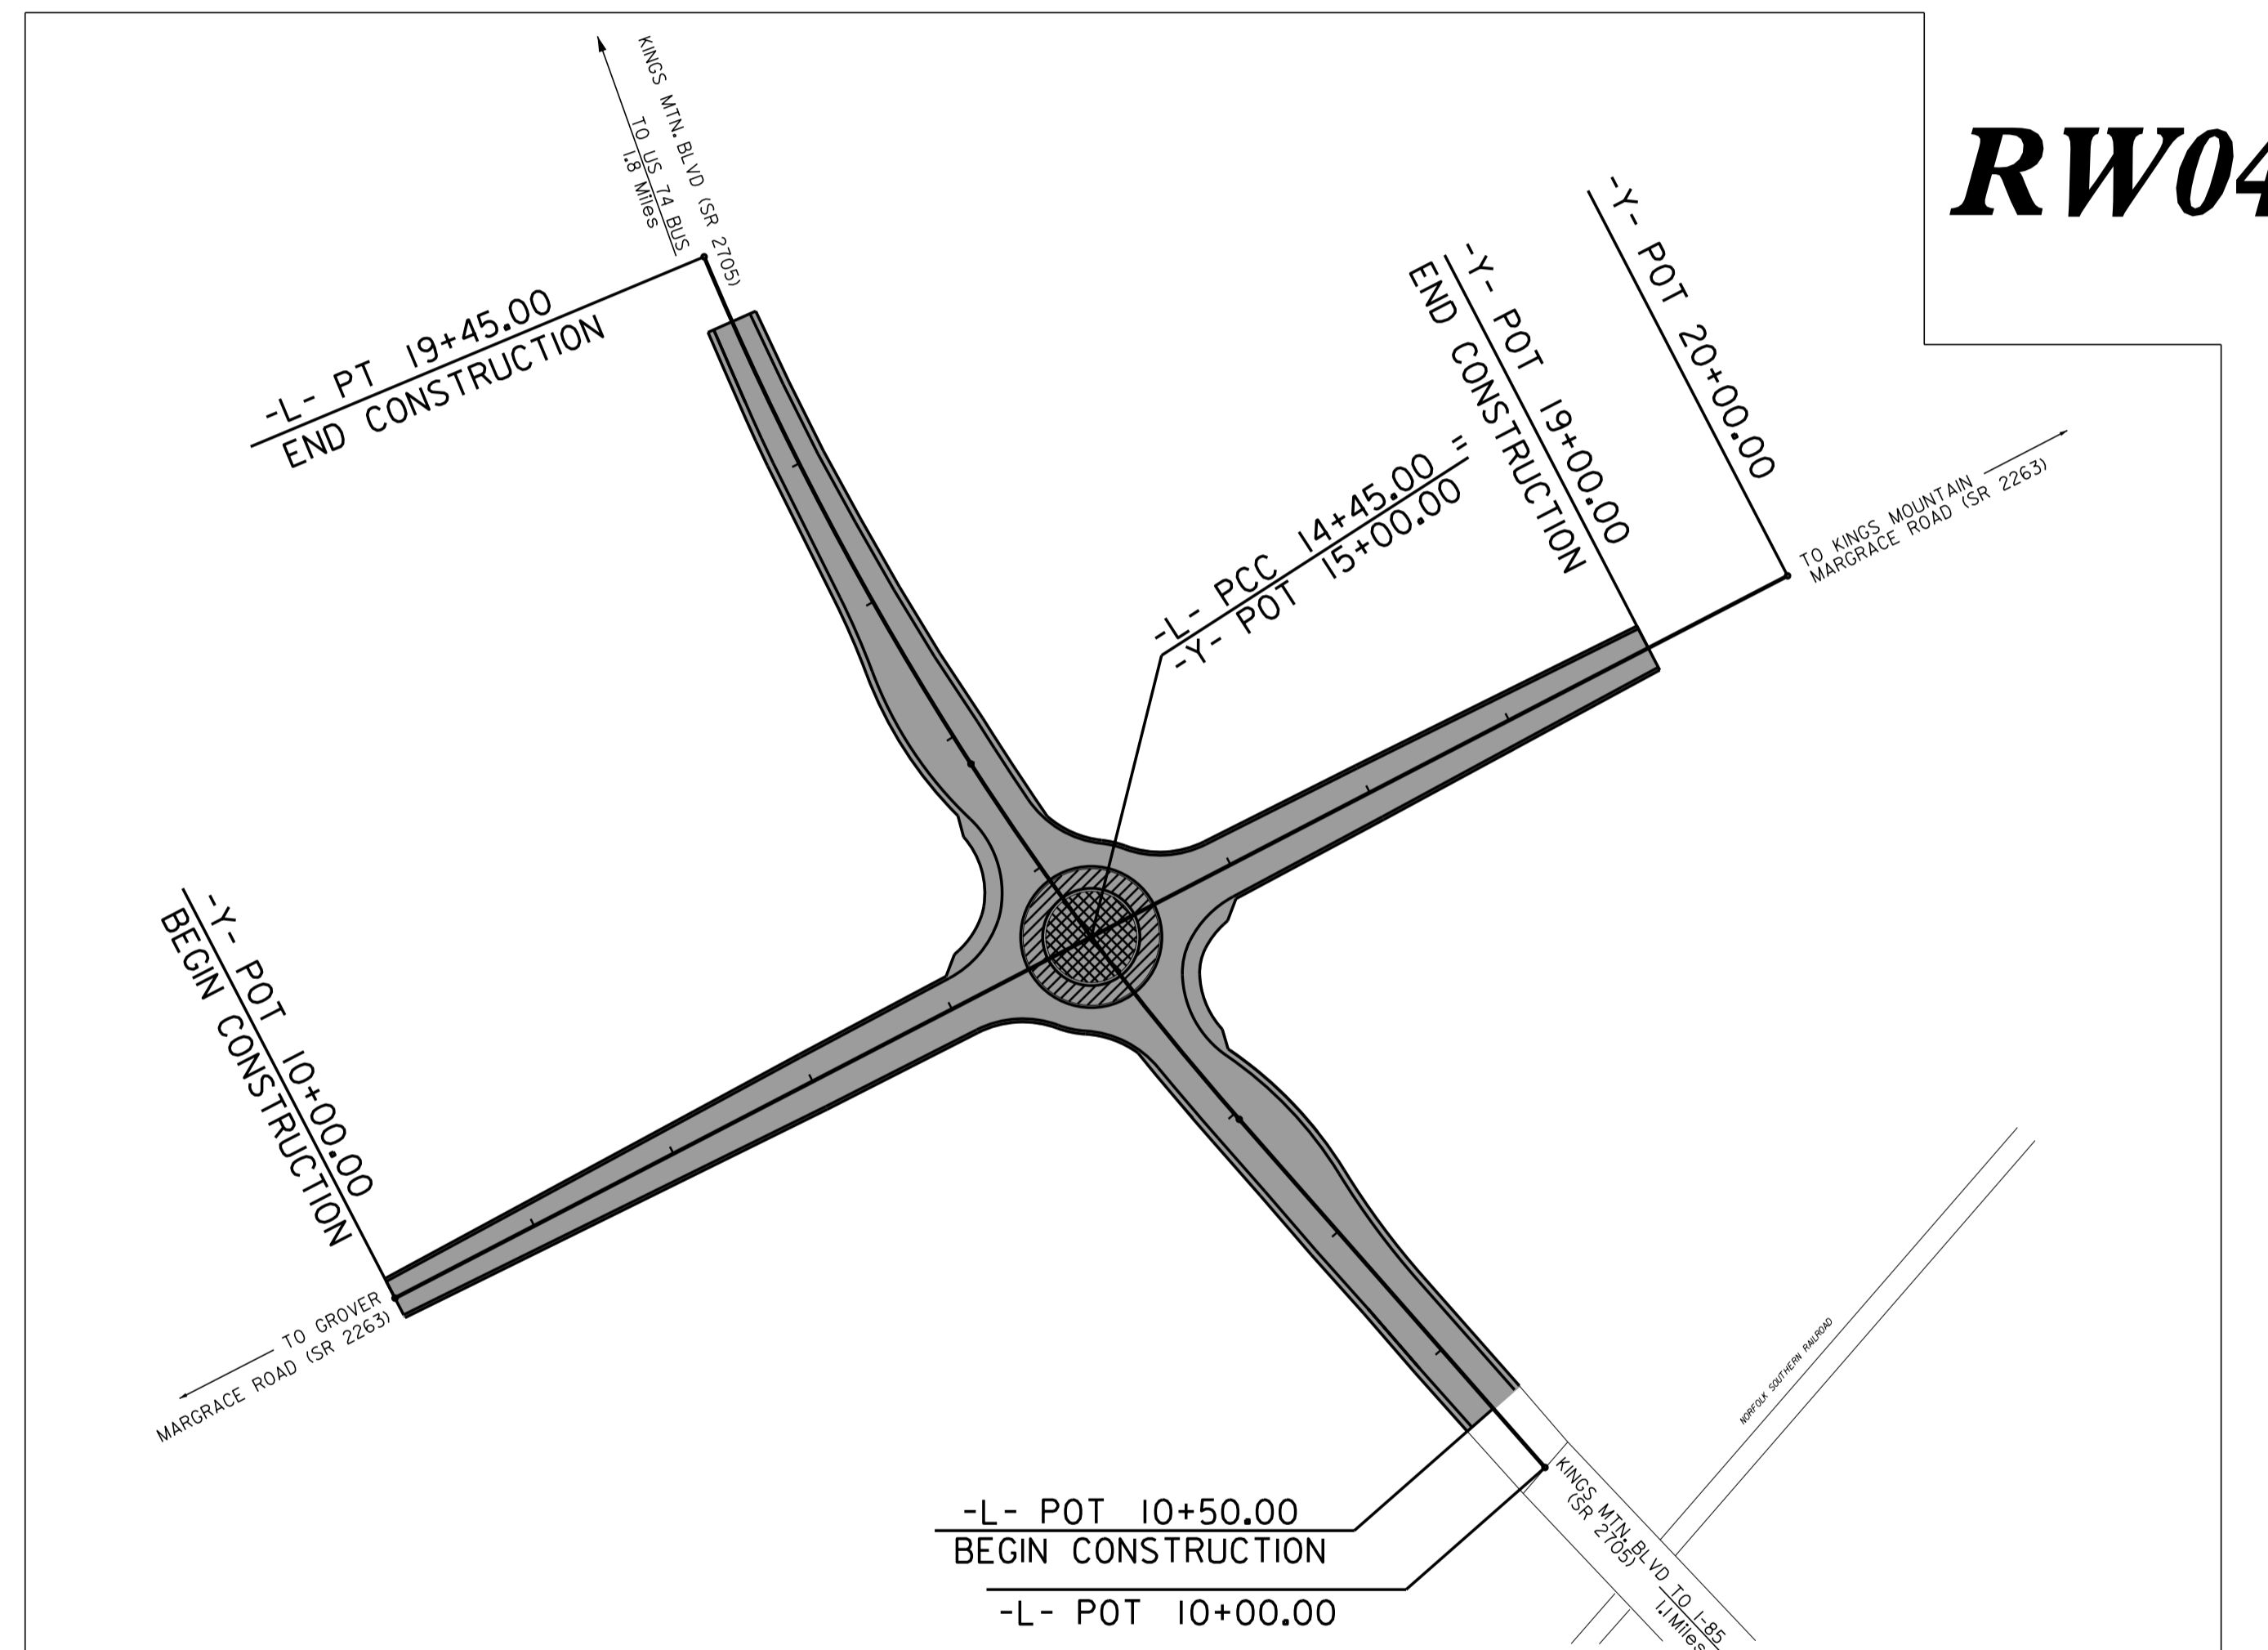 KINGS MTN. BLVD (SR 2705)
TO US 74 BUS
1.8 Miles
RW04
-L- PT 19+45.00
END CONSTRUCTION
-Y- POT 20+00.00
-Y- POT 19+00.00
END CONSTRUCTION
-L- PCC 14+45.00 =
-Y- POT 15+00.00
TO KINGS MOUNTAIN
MARGRACE ROAD (SR 2263)
-Y- POT 10+00.00
BEGIN CONSTRUCTION
TO GROVER
MARGRACE ROAD (SR 2263)
NORFOLK SOUTHERN RAILROAD
-L- POT 10+50.00
BEGIN CONSTRUCTION
-L- POT 10+00.00
KINGS MTN. BLVD TO I-85
(SR 2705)
1.1 Miles